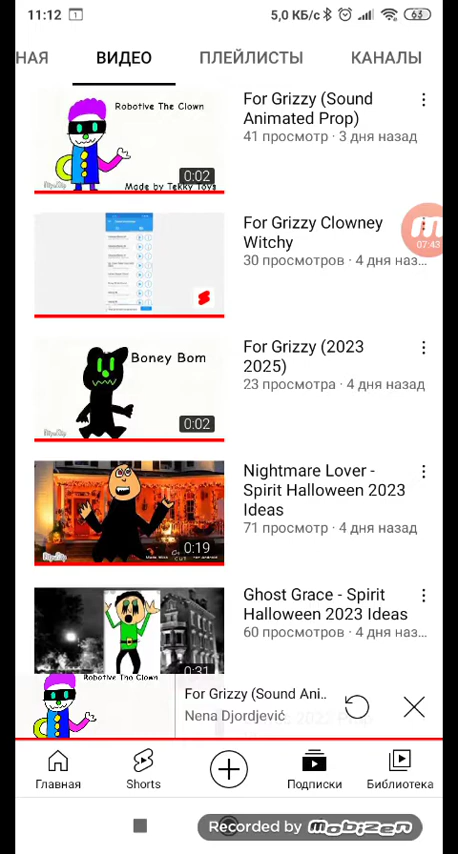 11:12
5,0 КБ/с
63
НАЯ
ВИДЕО
ПЛЕЙЛИСТЫ
КАНАЛЫ
Robotive The Clown
Made by Tekky Toys
FlipaClip
0:02
For Grizzy (Sound
Animated Prop)
41 просмотр · 3 дня назад
For Grizzy Clowney
Witchy
30 просмотров · 4 дня наз...
07:43
Boney Bom
FlipaClip
0:02
For Grizzy (2023
2025)
23 просмотра · 4 дня назад
FlipaClip
0:19
Nightmare Lover -
Spirit Halloween 2023
Ideas
71 просмотр · 4 дня назад
0:31
Ghost Grace - Spirit
Halloween 2023 Ideas
60 просмотров · 4 дня наз...
Robotive The Clown
For Grizzy (Sound Ani..
Nena Djordjević
Главная
Shorts
Подписки
Библиотека
Recorded by mobizen